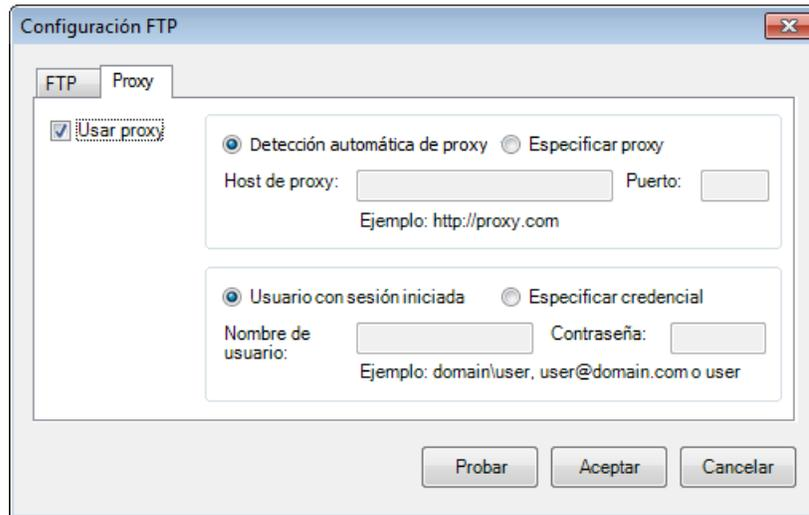 Configuración FTP
FTP Proxy
Usar proxy
Detección automática de proxy Especificar proxy
Host de proxy: Puerto:
Ejemplo: http://proxy.com
Usuario con sesión iniciada Especificar credencial
Nombre de usuario: Contraseña:
Ejemplo: domain\user, user@domain.com o user
Probar Aceptar Cancelar